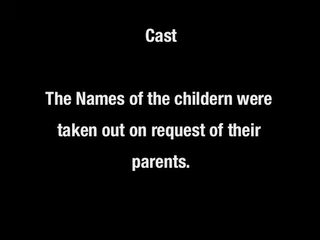 Cast
The Names of the childern were
taken out on request of their
parents.